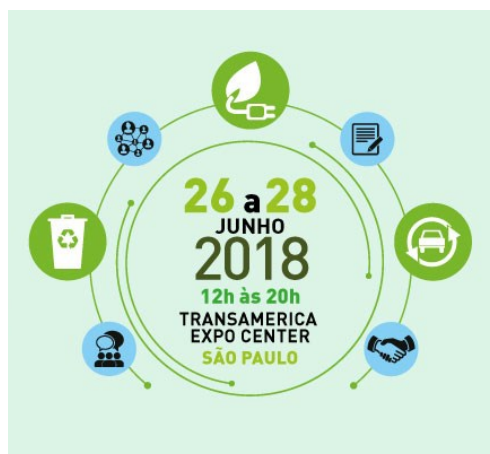 26 a 28
JUNHO
2018
12h às 20h
TRANSAMERICA
EXPO CENTER
SÃO PAULO